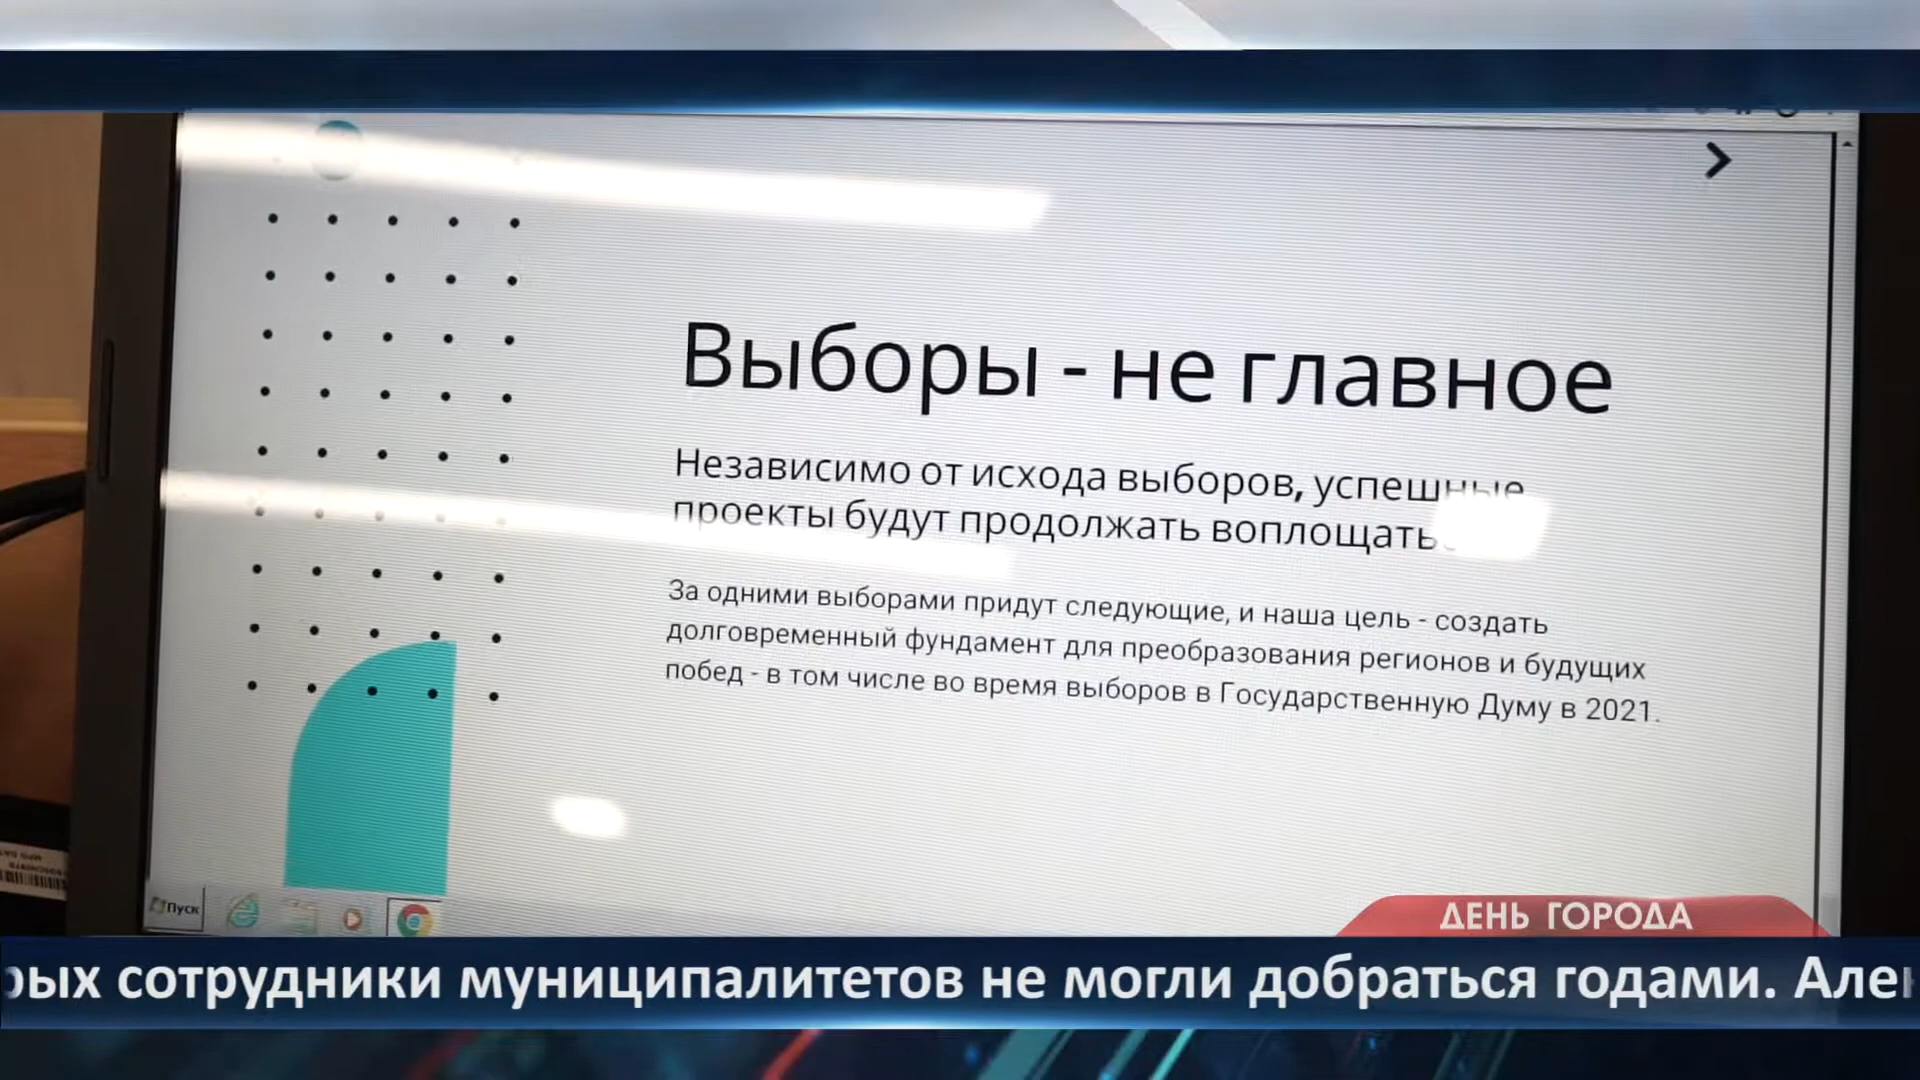 Выборы - не главное
Независимо от исхода выборов, успешные
проекты будут продолжать
За одними выборами придут следующие, и наша цель - создать
долговременный фундамент для преобразования регионов и будущих
побед - в том числе во время выборов в Государственную Думу в 2021.
Пуск
ДЕНЬ ГОРОДА
сотрудники муниципалитетов не могли добраться годами.